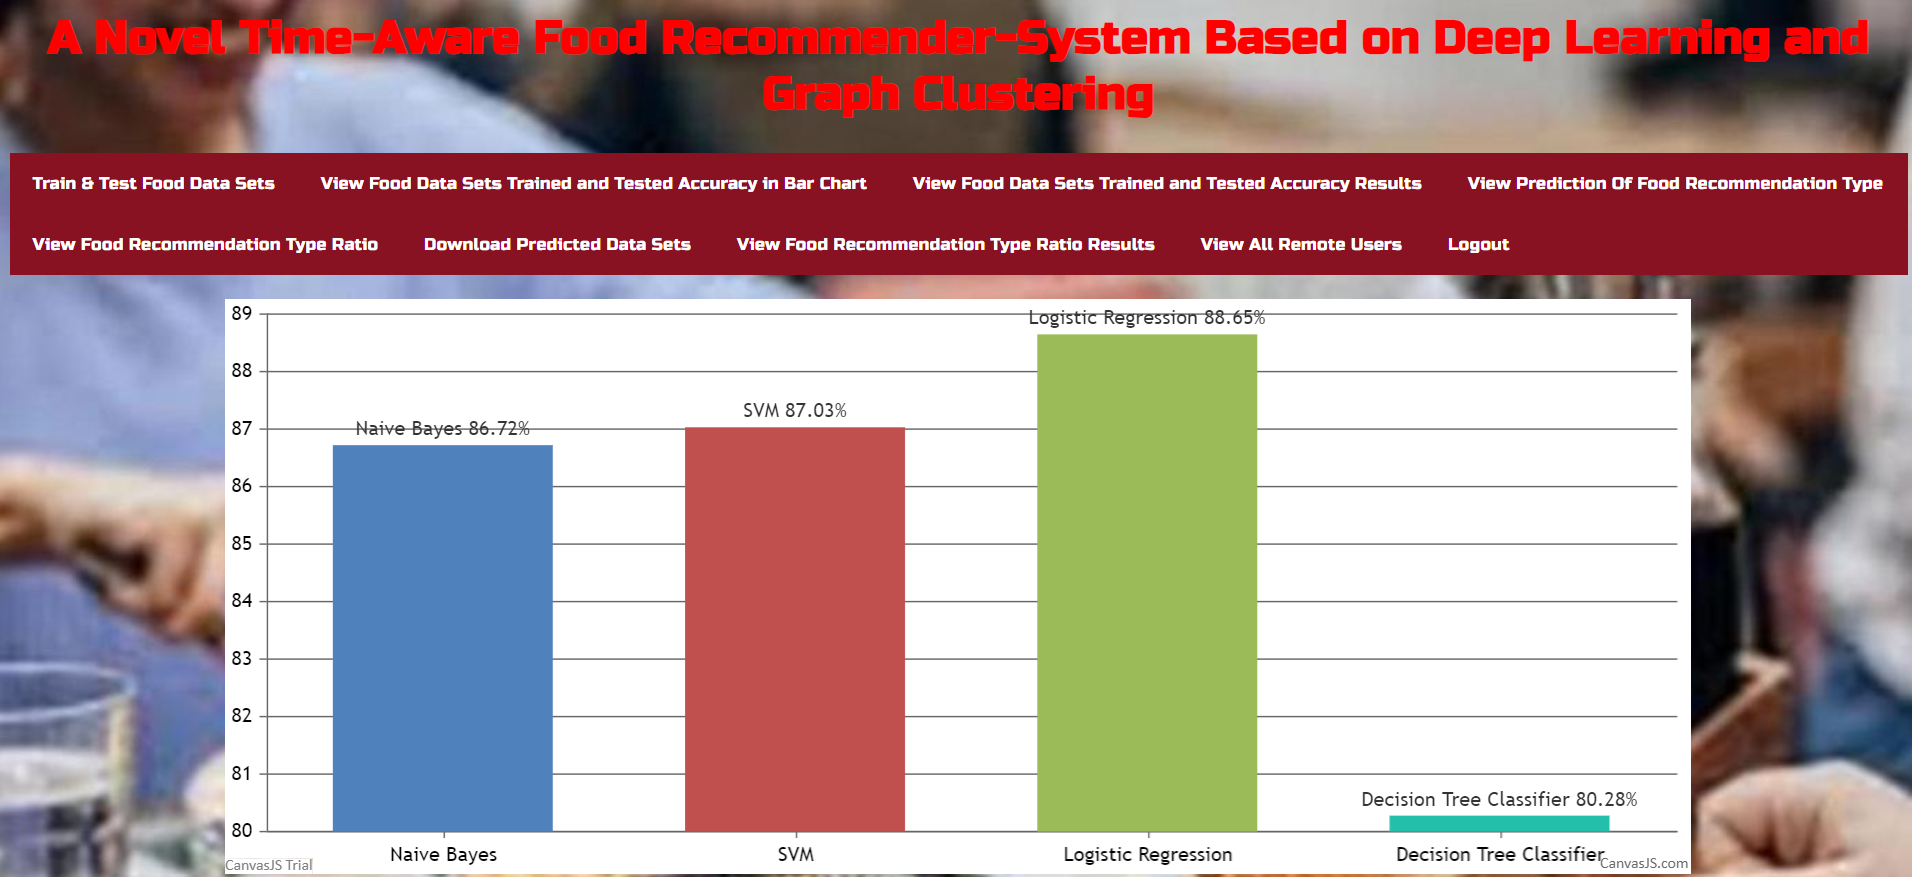 A Novel Time-Aware Food Recommender-System Based on Deep Learning and
Graph Clustering
Train & Test Food Data Sets View Food Data Sets Trained and Tested Accuracy in Bar Chart View Food Data Sets Trained and Tested Accuracy Results View Prediction Of Food Recommendation Type
View Food Recommendation Type Ratio Download Predicted Data Sets View Food Recommendation Type Ratio Results View All Remote Users Logout
89
Logistic Regression 88.65%
88
SVM 87.03%
87
Naive Bayes 86.72%
86
85
84
83
82
81
Decision Tree Classifier 80.28%
80
Naive Bayes SVM Logistic Regression Decision Tree Classifier
CanvasJS Trial CanvasJS.com